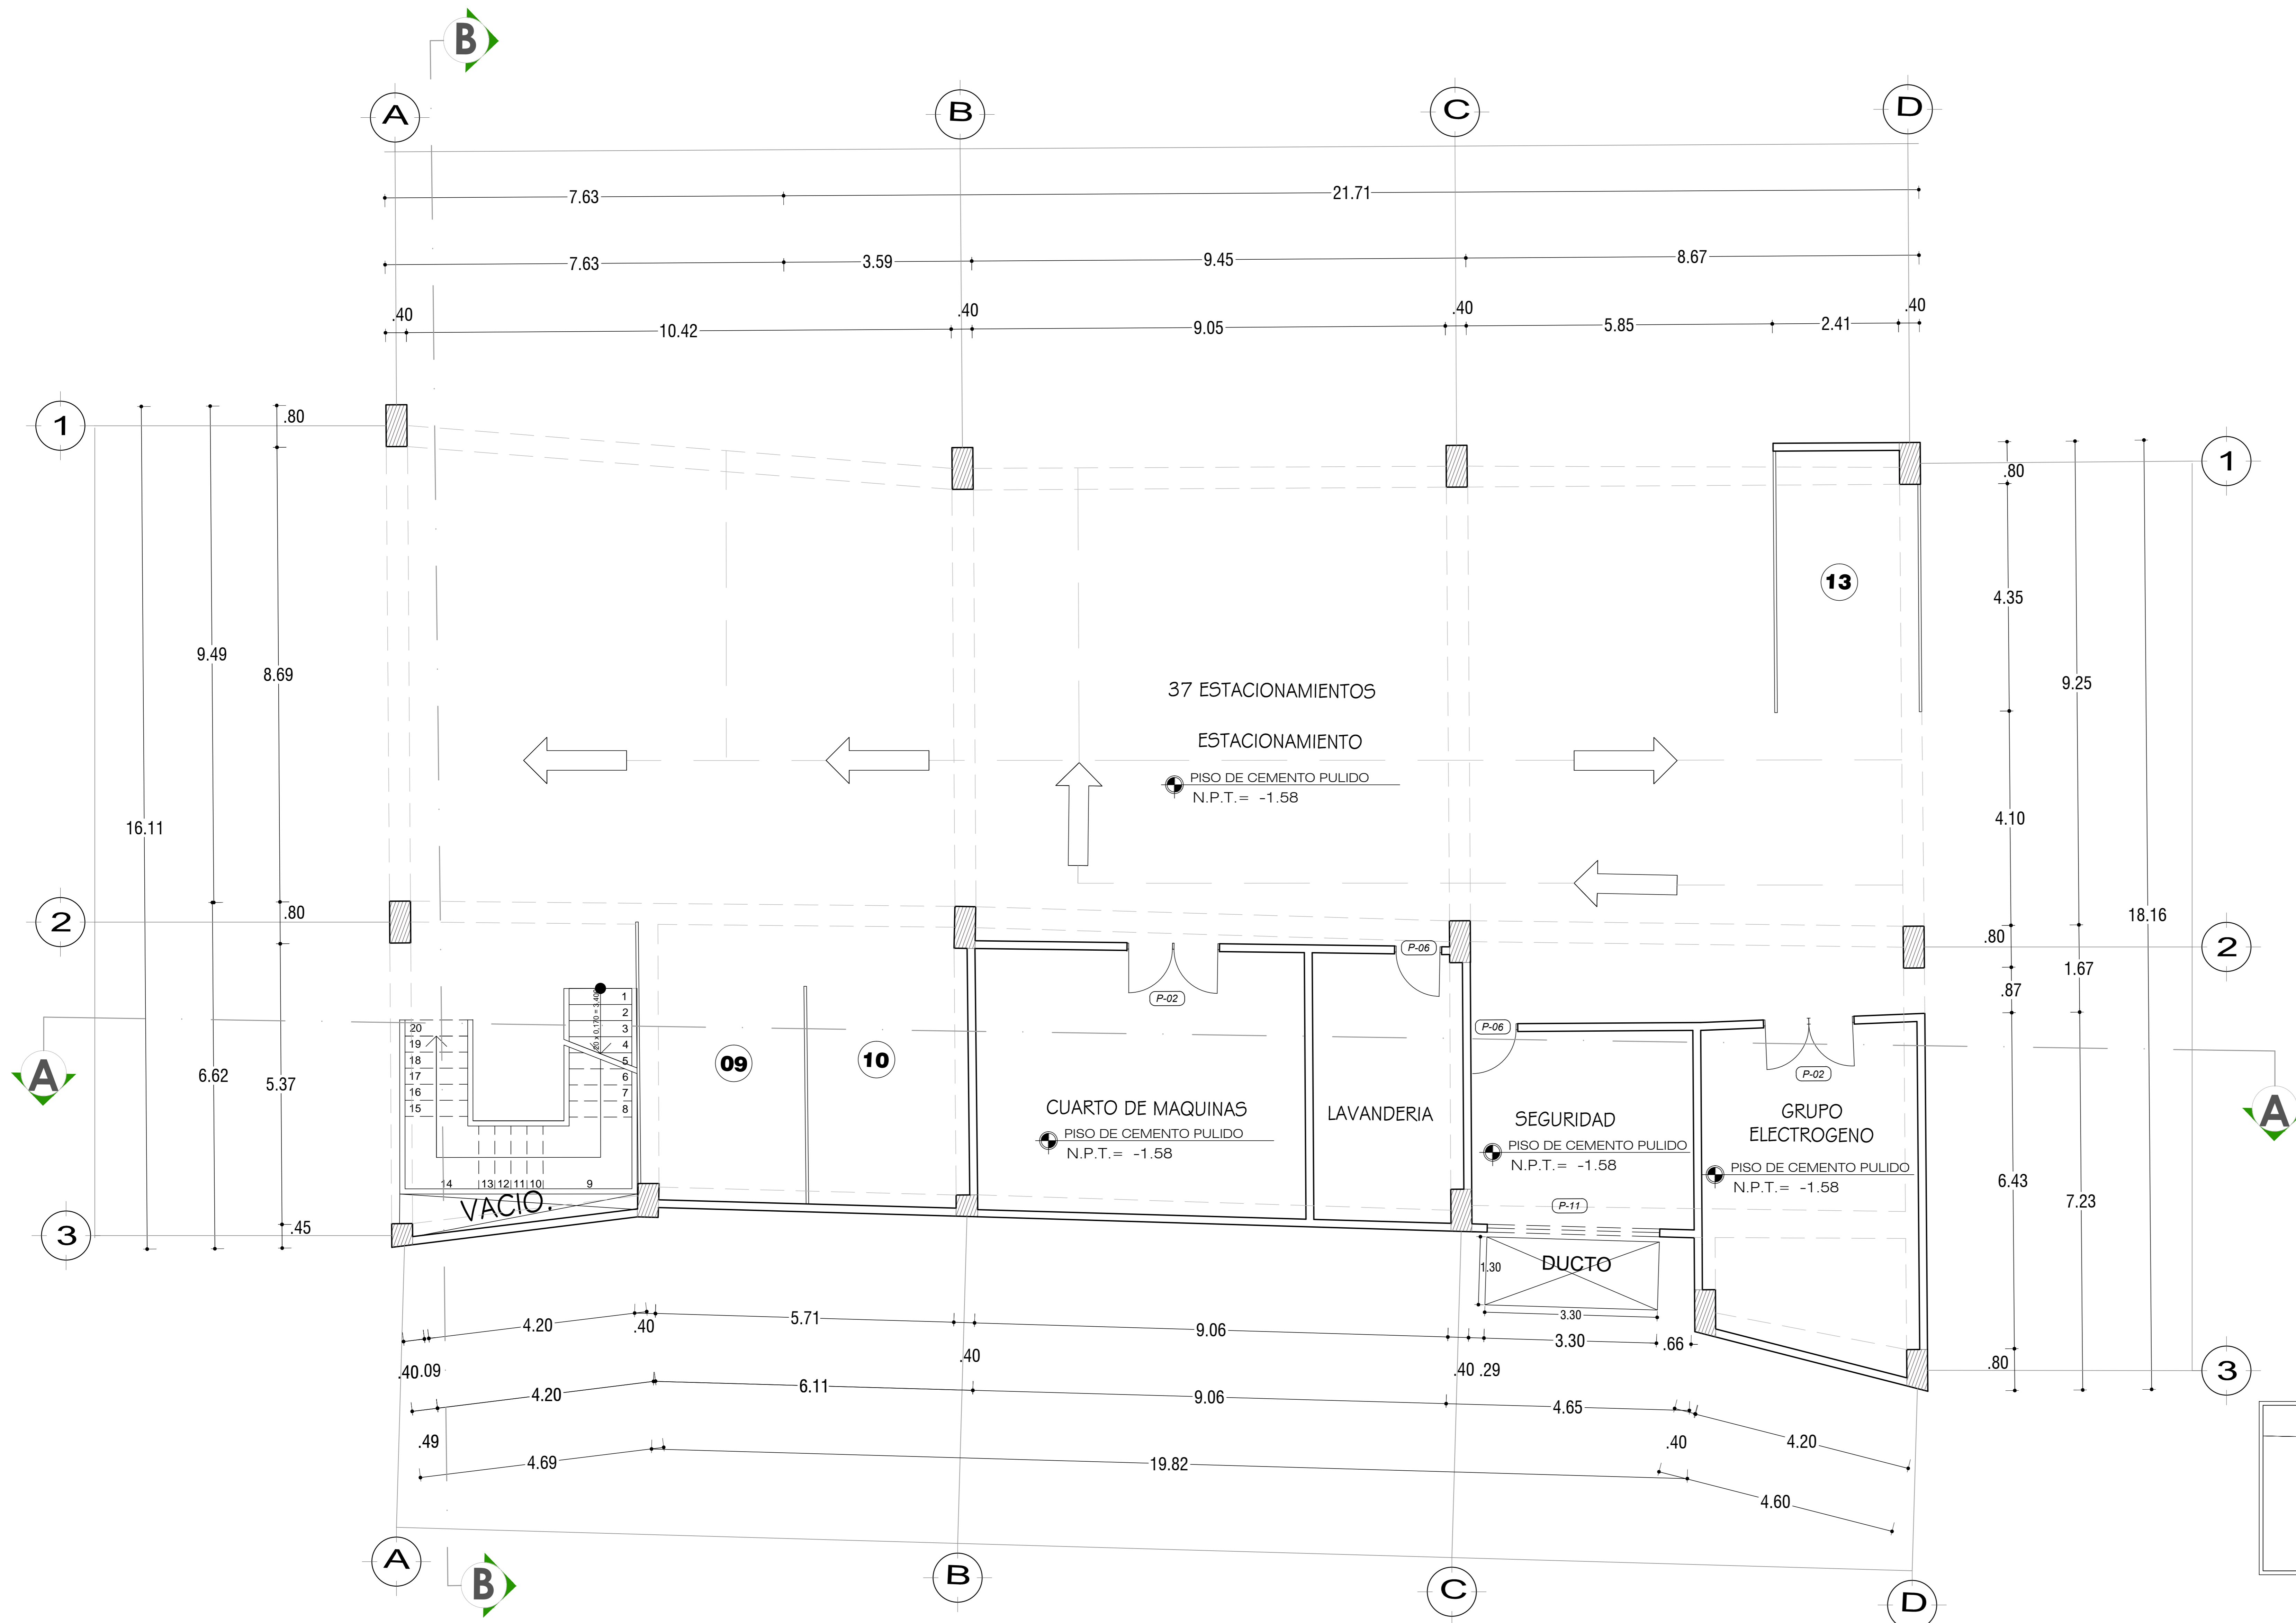 B
A
B
C
D
7.63
21.71
7.63
3.59
9.45
8.67
.40
10.42
.40
9.05
.40
5.85
2.41
.40
1
.80
9.49
8.69
16.11
2
.80
6.62
5.37
3
.45
1
.80
4.35
9.25
4.10
18.16
2
.80
1.67
.87
6.43
7.23
3
.80
13
37 ESTACIONAMIENTOS
ESTACIONAMIENTO
PISO DE CEMENTO PULIDO
N.P.T.= -1.58
P-06
P-02
P-06
P-02
20 x 0.170 = 3.400
1
2
3
4
5
6
7
8
20
19
18
17
16
15
14
13
12
11
10
9
VACIO.
09
10
A
A
CUARTO DE MAQUINAS
PISO DE CEMENTO PULIDO
N.P.T.= -1.58
LAVANDERIA
SEGURIDAD
PISO DE CEMENTO PULIDO
N.P.T.= -1.58
GRUPO
ELECTROGENO
PISO DE CEMENTO PULIDO
N.P.T.= -1.58
P-11
DUCTO
1.30
3.30
4.20
.40
5.71
9.06
3.30
.66
.40
.09
.40
.40
.29
4.20
6.11
9.06
4.65
.49
.40
4.20
4.69
19.82
4.60
A
B
C
D
B